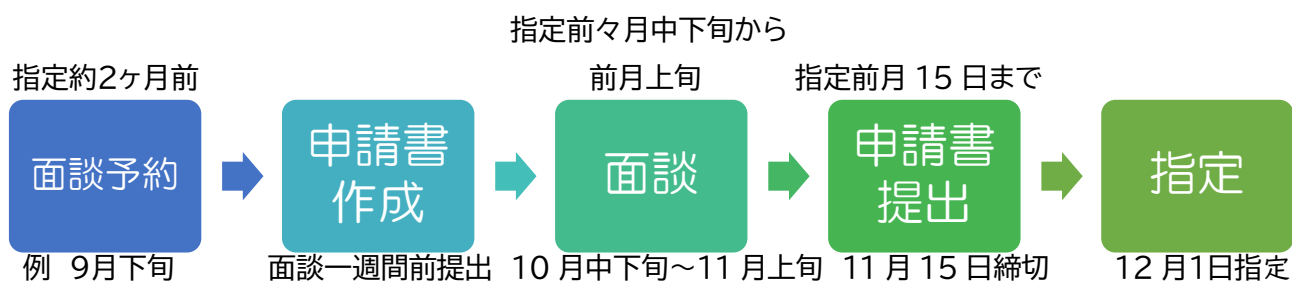 指定前々月中下旬から
指定約2ヶ月前
前月上旬
指定前月 15 日まで
面談予約
申請書
作成
面談
申請書
提出
指定
例 9月下旬
面談一週間前提出
10 月中下旬～11 月上旬
11 月 15 日締切
12 月1日指定